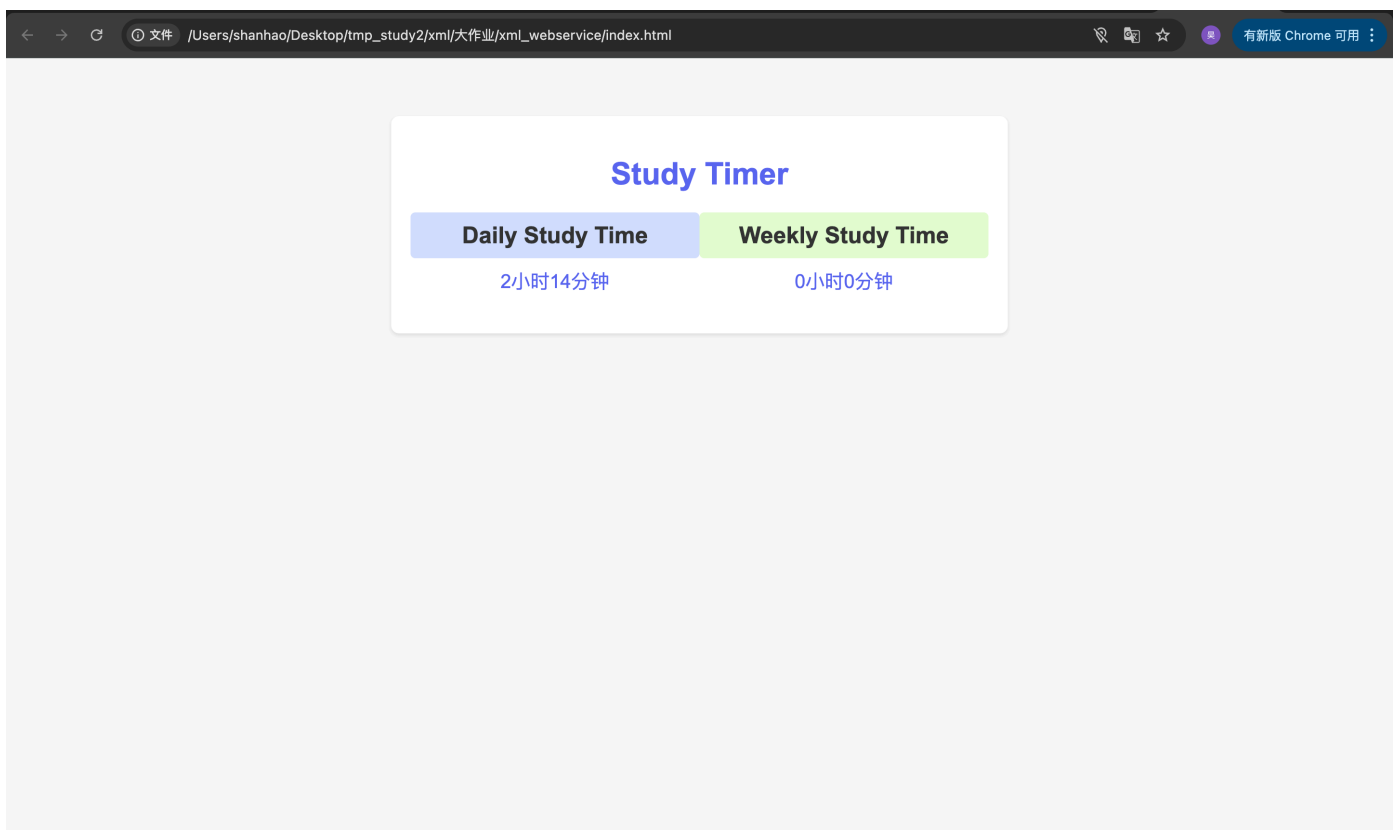 文件 /Users/shanhao/Desktop/tmp_study2/xml/大作业/xml_webservice/index.html 吴 有新版 Chrome 可用
Study Timer
Daily Study Time Weekly Study Time
2小时14分钟 0小时0分钟